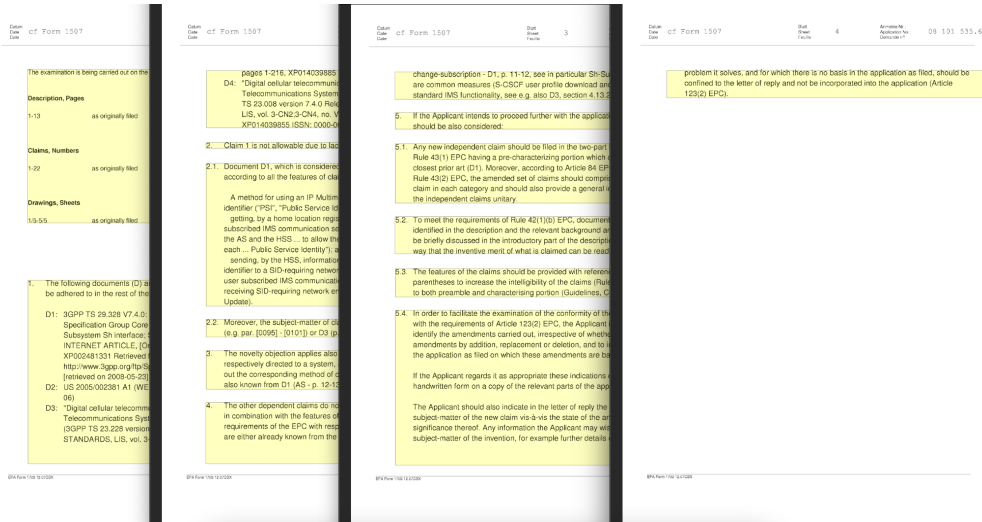 Datum
Date
Date
cf Form 1507
The examination is being carried out on the
Description, Pages
1-13 as originally filed
Claims, Numbers
1-22 as originally filed
Drawings, Sheets
1/5-5/5 as originally filed
1. The following documents (D) a
be adhered to in the rest of the
D1: 3GPP TS 29.328 V7.4.0:
Specification Group Core
Subsystem Sh interface; S
INTERNET ARTICLE, [On
XP002481331 Retrieved f
http://www.3gpp.org/ftp/S
[retrieved on 2008-05-23]
D2: US 2005/002381 A1 (WE
06)
D3: "Digital cellular telecomm
Telecommunications Syst
(3GPP TS 23.228 version
STANDARDS, LIS, vol. 3-
EPA Form 1703 12.07CSX
Datum
Date
Date
cf Form 1507
pages 1-216, XP014039885
D4: "Digital cellular telecommunic
Telecommunications System
TS 23.008 version 7.4.0 Rele
LIS, vol. 3-CN2;3-CN4, no. V
XP014039855 ISSN: 0000-0
2. Claim 1 is not allowable due to lac
2.1. Document D1, which is considere
according to all the features of clai
A method for using an IP Multim
identifier ("PSI", "Public Service Id
getting, by a home location regis
subscribed IMS communication se
the AS and the HSS ... to allow the
each ... Public Service Identity"); a
sending, by the HSS, information
identifier to a SID-requiring networ
user subscribed IMS communicati
receiving SID-requiring network en
Update).
2.2. Moreover, the subject-matter of cla
(e.g. par. [0095] - [0101]) or D3 (p.
3. The novelty objection applies also
respectively directed to a system,
out the corresponding method of c
also known from D1 (AS - p. 12-13
4. The other dependent claims do no
in combination with the features of
requirements of the EPC with resp
are either already known from the
EPA Form 1703 12.07CSX
Datum
Date
Date
cf Form 1507
Blatt
Sheet
Feuille
3
change-subscription - D1, p. 11-12, see in particular Sh-Su
are common measures (S-CSCF user profile download and
standard IMS functionality, see e.g. also D3, section 4.13.2
5. If the Applicant intends to proceed further with the applicati
should be also considered:
5.1. Any new independent claim should be filed in the two-part
Rule 43(1) EPC having a pre-characterizing portion which c
closest prior art (D1). Moreover, according to Article 84 EP
Rule 43(2) EPC, the amended set of claims should compris
claim in each category and should also provide a general i
the independent claims unitary.
5.2. To meet the requirements of Rule 42(1)(b) EPC, document
identified in the description and the relevant background ar
be briefly discussed in the introductory part of the descriptio
way that the inventive merit of what is claimed can be read
5.3. The features of the claims should be provided with referenc
parentheses to increase the intelligibility of the claims (Rule
to both preamble and characterising portion (Guidelines, C
5.4. In order to facilitate the examination of the conformity of the
with the requirements of Article 123(2) EPC, the Applicant i
identify the amendments carried out, irrespective of whethe
amendments by addition, replacement or deletion, and to i
the application as filed on which these amendments are ba
If the Applicant regards it as appropriate these indications c
handwritten form on a copy of the relevant parts of the app
The Applicant should also indicate in the letter of reply the
subject-matter of the new claim vis-à-vis the state of the ar
significance thereof. Any information the Applicant may wis
subject-matter of the invention, for example further details
EPA Form 1703 12.07CSX
Datum
Date
Date
cf Form 1507
Blatt
Sheet
Feuille
4
Anmelde-Nr.:
Application No.:
Demande n°:
08 101 535.6
problem it solves, and for which there is no basis in the application as filed, should be
confined to the letter of reply and not be incorporated into the application (Article
123(2) EPC).
EPA Form 1703 12.07CSX